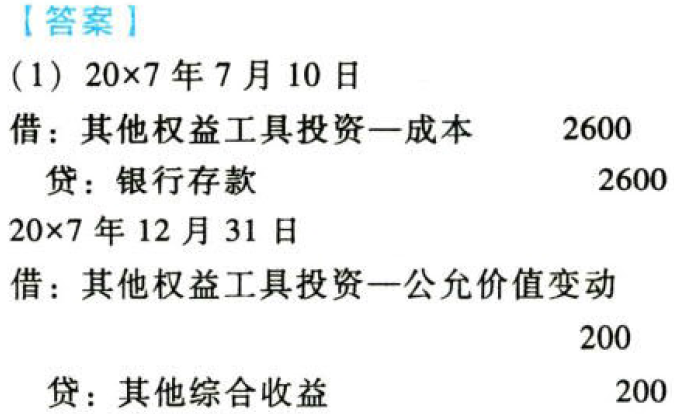 【答案】
(1) 20×7 年 7 月 10 日
借：其他权益工具投资—成本 2600
贷：银行存款 2600
20×7 年 12 月 31 日
借：其他权益工具投资—公允价值变动
200
贷：其他综合收益 200